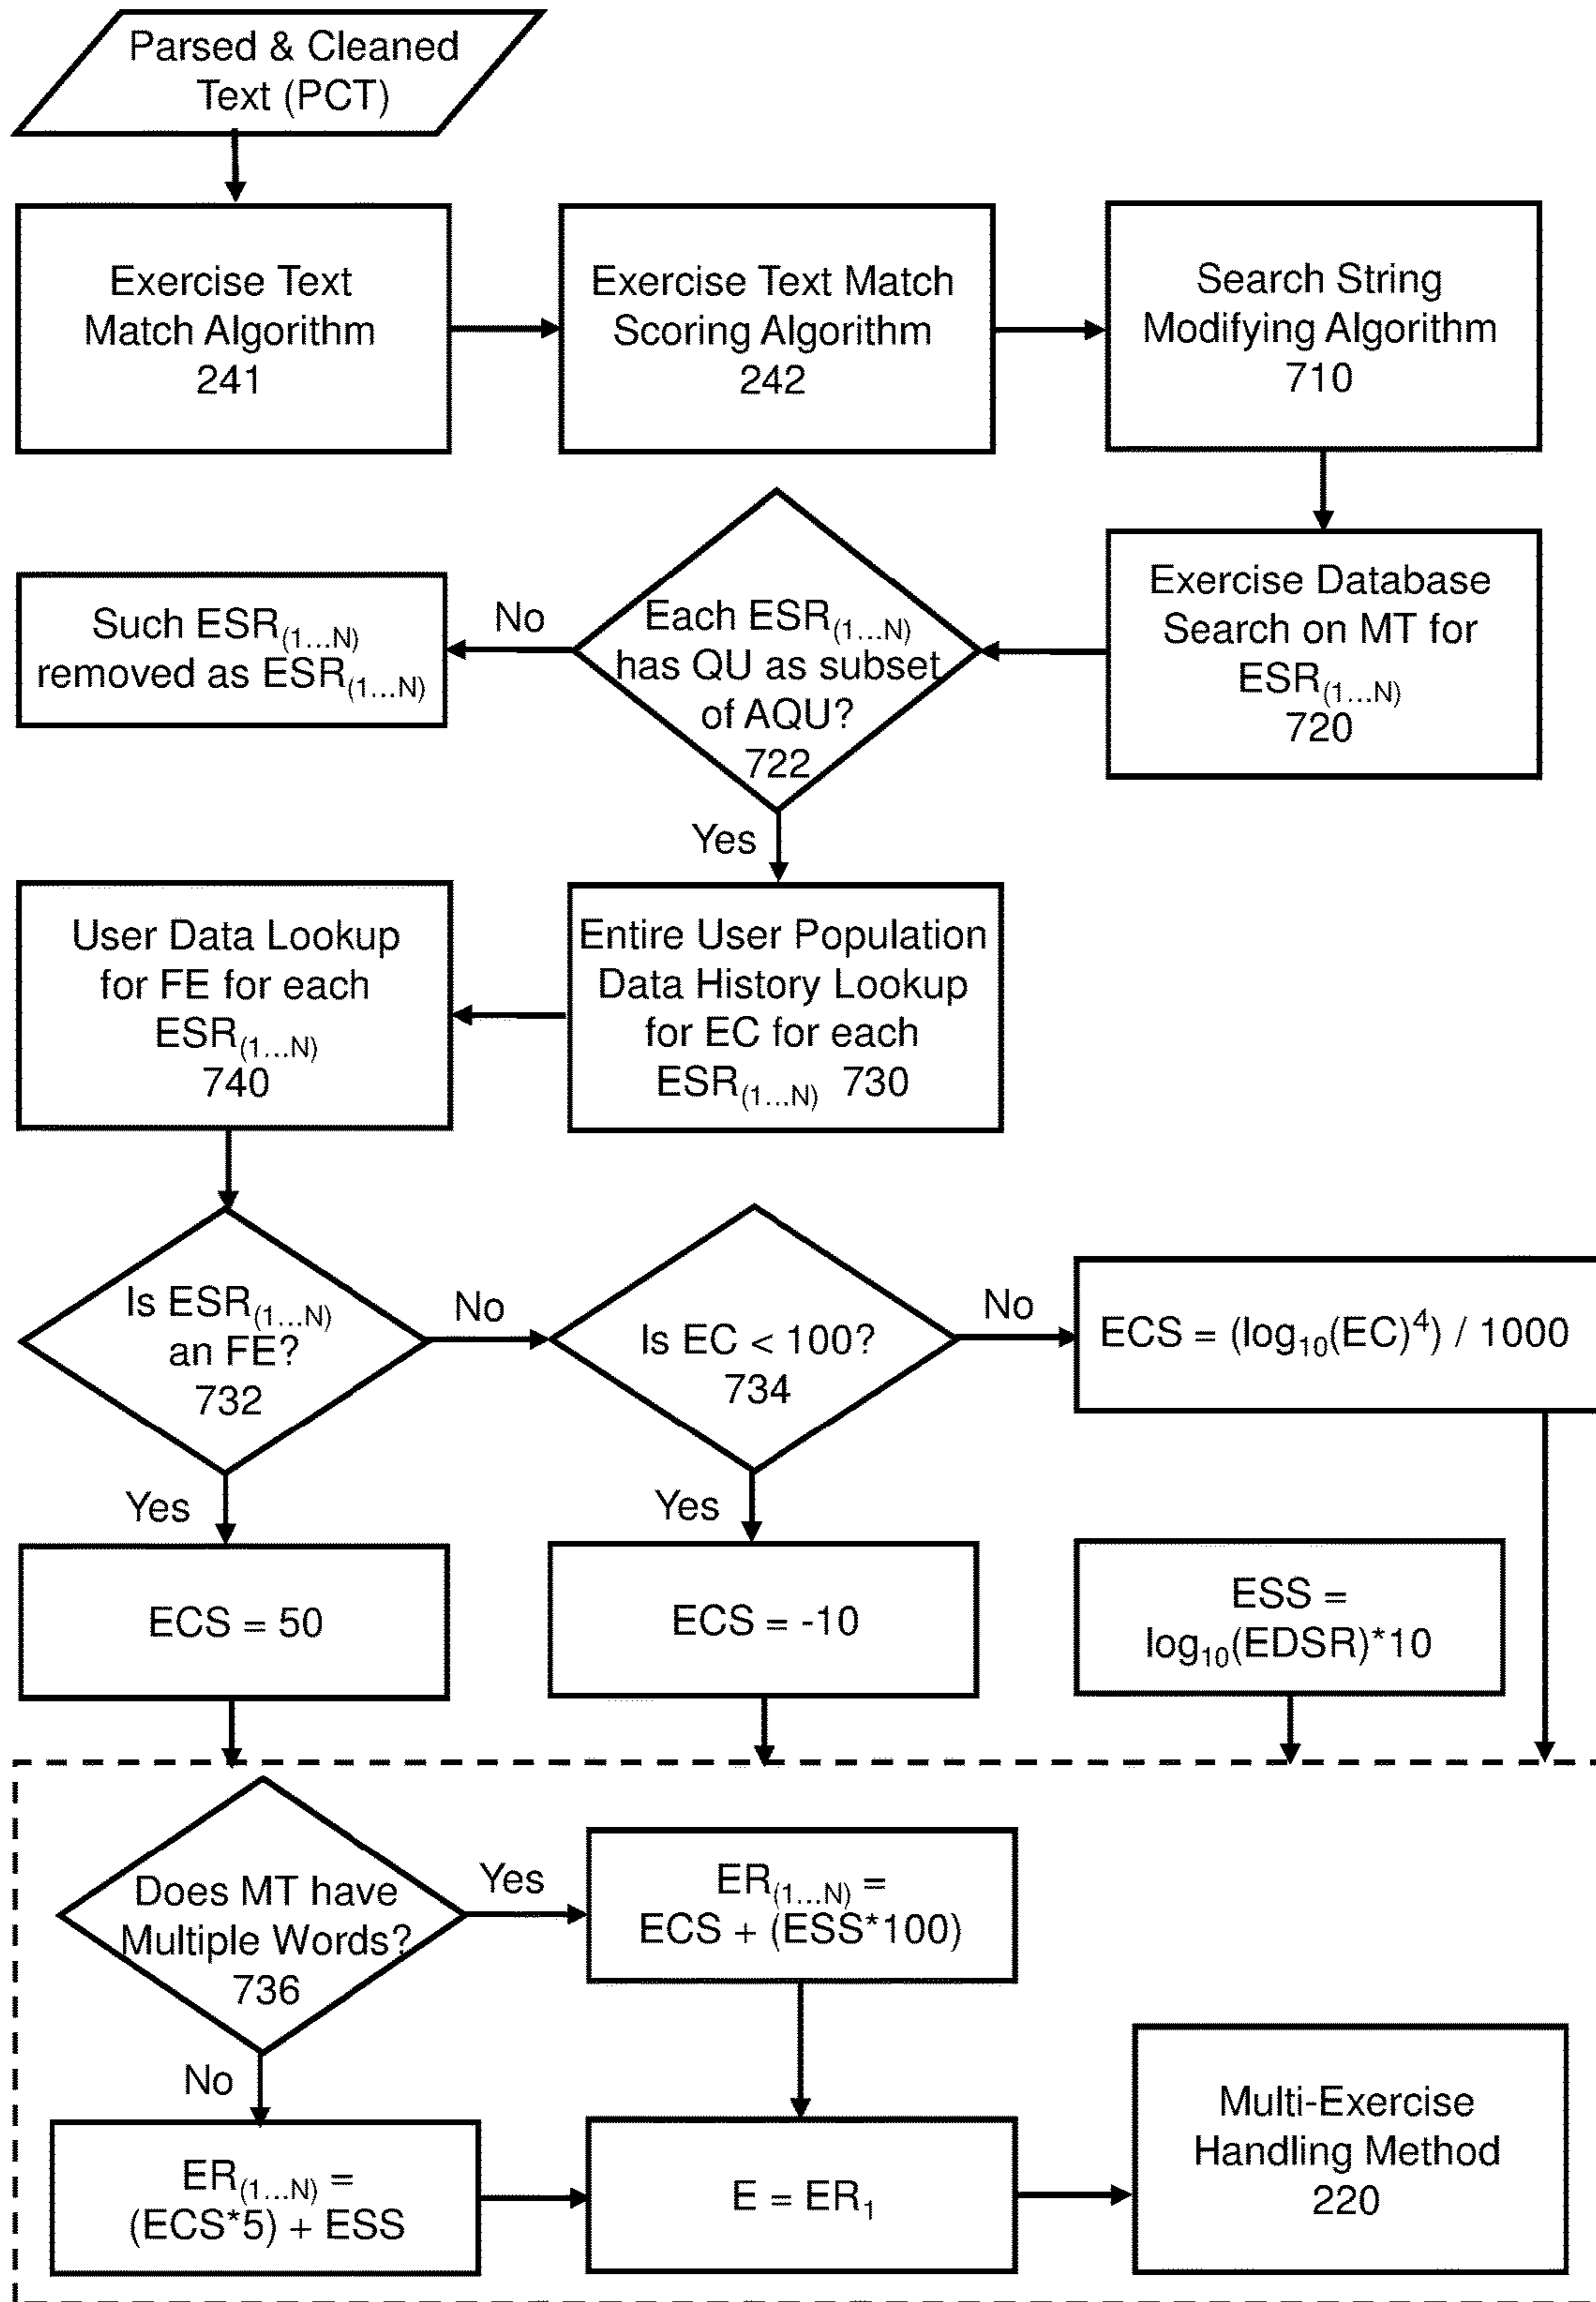 Parsed & Cleaned
Text (PCT)
Exercise Text
Match Algorithm
241
Exercise Text Match
Scoring Algorithm
242
Search String
Modifying Algorithm
710
Such ESR(1...N)
removed as ESR(1...N)
No
Each ESR(1...N)
has QU as subset
of AQU?
722
Exercise Database
Search on MT for
ESR(1...N)
720
Yes
User Data Lookup
for FE for each
ESR(1...N)
740
Entire User Population
Data History Lookup
for EC for each
ESR(1...N) 730
Is ESR(1...N)
an FE?
732
No
Is EC < 100?
734
No
ECS = (log10(EC)^4) / 1000
Yes
Yes
ECS = 50
ECS = -10
ESS =
log10(EDSR)*10
Does MT have
Multiple Words?
736
Yes
ER(1...N) =
ECS + (ESS*100)
No
ER(1...N) =
(ECS*5) + ESS
E = ER1
Multi-Exercise
Handling Method
220